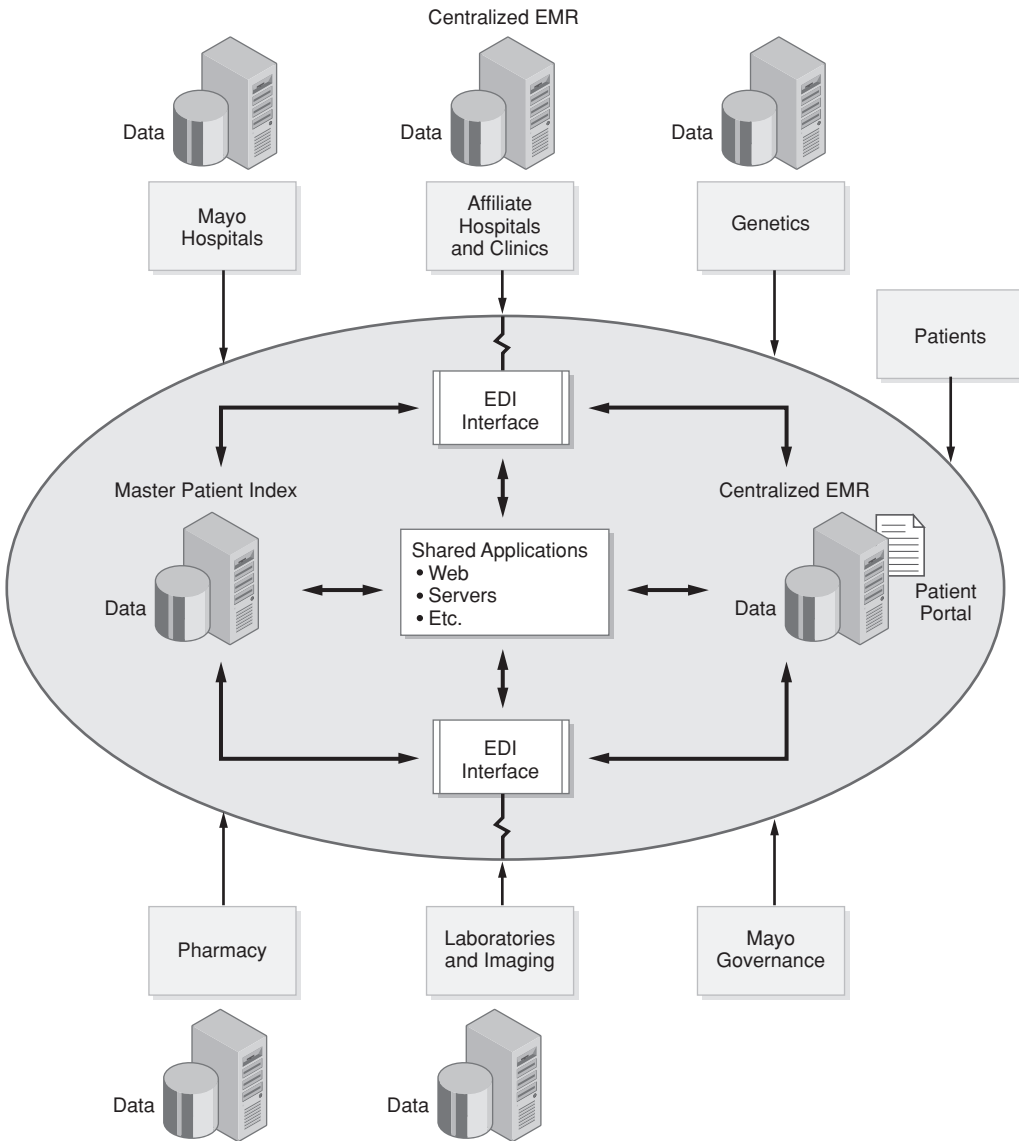 Centralized EMR
Data
Data
Data
Mayo
Hospitals
Affiliate
Hospitals
and Clinics
Genetics
Patients
EDI
Interface
Master Patient Index
Centralized EMR
Shared Applications
• Web
• Servers
• Etc.
Data
Data
Patient
Portal
EDI
Interface
Pharmacy
Laboratories
and Imaging
Mayo
Governance
Data
Data